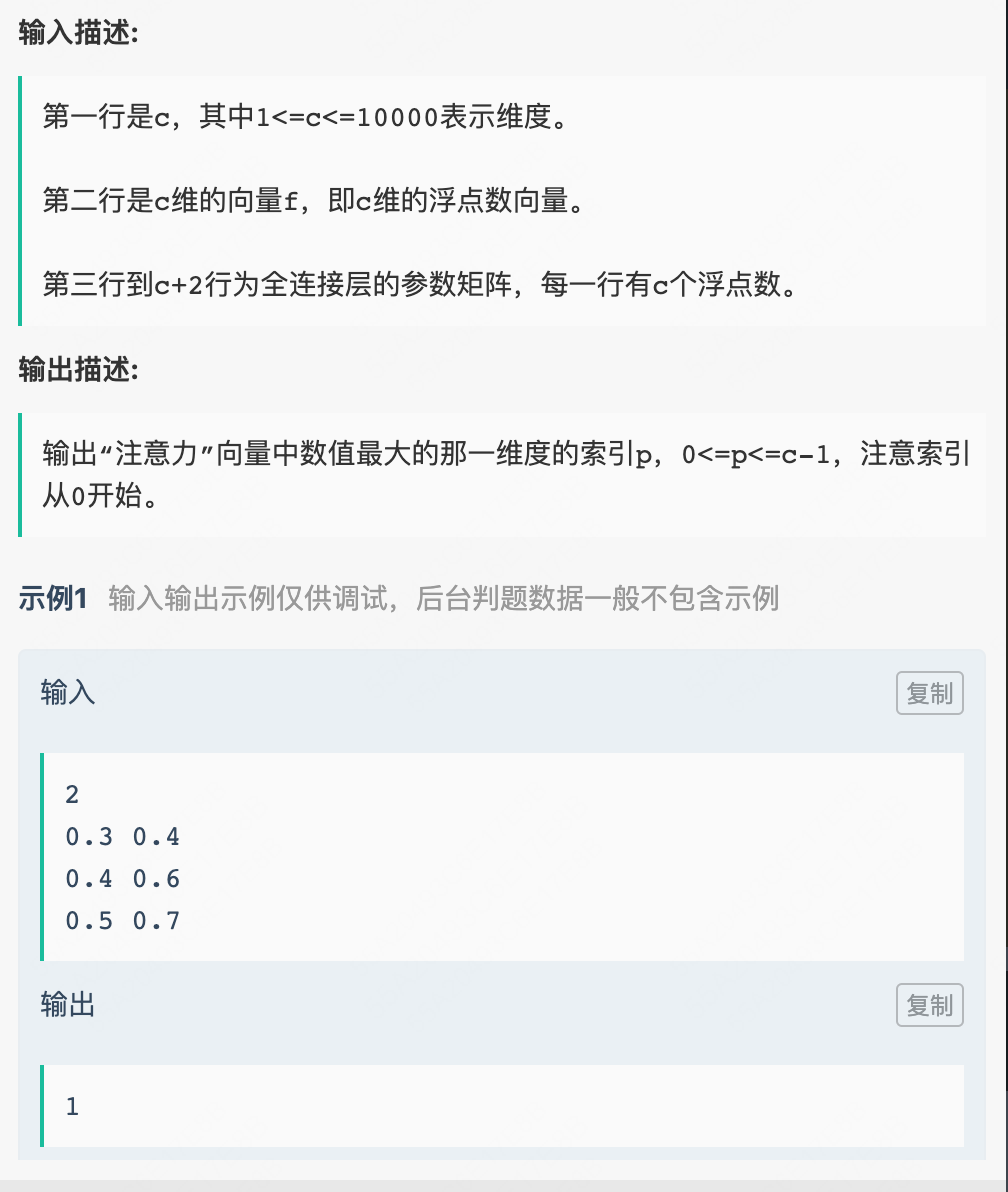 输入描述:
第一行是c，其中1<=c<=10000表示维度。
第二行是c维的向量f，即c维的浮点数向量。
第三行到c+2行为全连接层的参数矩阵，每一行有c个浮点数。
输出描述:
输出“注意力”向量中数值最大的那一维度的索引p，0<=p<=c-1，注意索引
从0开始。
示例1 输入输出示例仅供调试，后台判题数据一般不包含示例
输入 复制
2
0.3 0.4
0.4 0.6
0.5 0.7
输出 复制
1